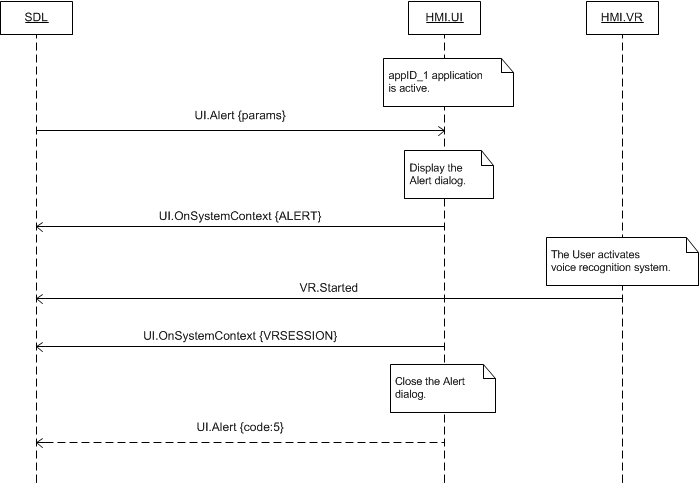 SDL
HMI.UI
HMI.VR
appID_1 application
is active.
UI.Alert {params}
Display the
Alert dialog.
UI.OnSystemContext {ALERT}
The User activates
voice recognition system.
VR.Started
UI.OnSystemContext {VRSESSION}
Close the Alert
dialog.
UI.Alert {code:5}